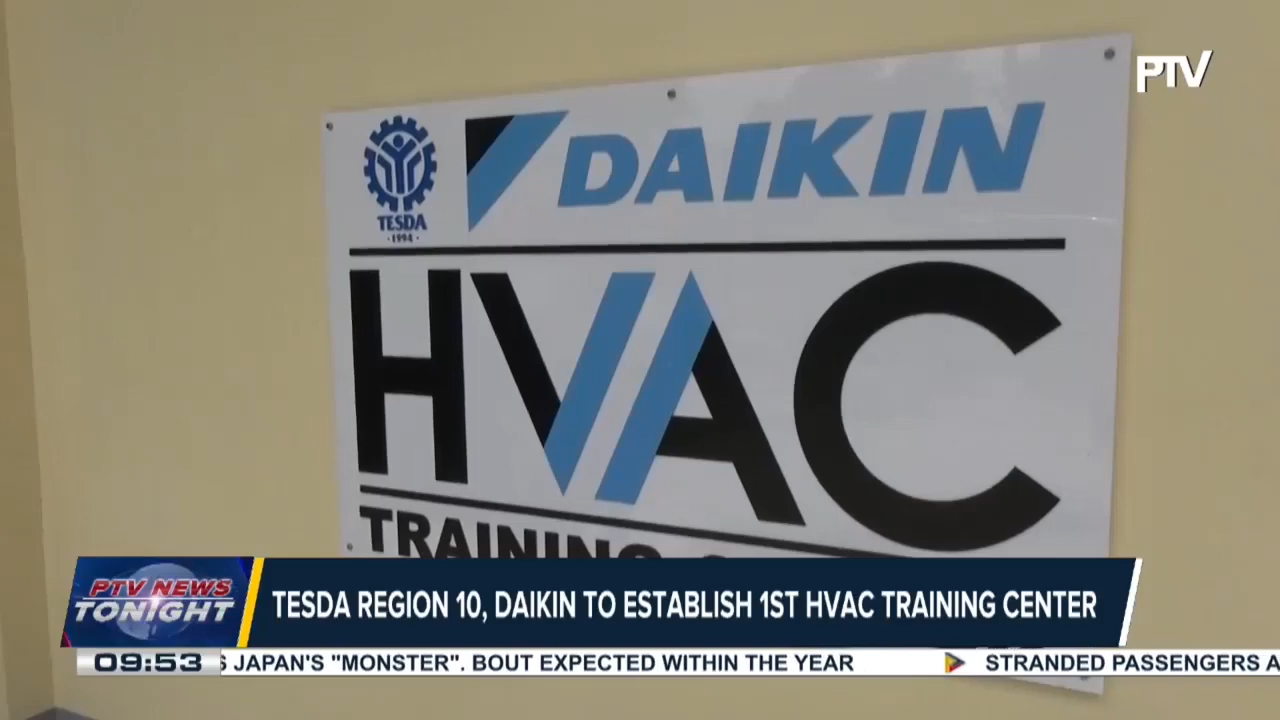 PTV
DAIKIN
TESDA
·1994·
HVAC
TRAINING
PTV NEWS
TONIGHT
TESDA REGION 10, DAIKIN TO ESTABLISH 1ST HVAC TRAINING CENTER
09:53
JAPAN'S "MONSTER". BOUT EXPECTED WITHIN THE YEAR
STRANDED PASSENGERS